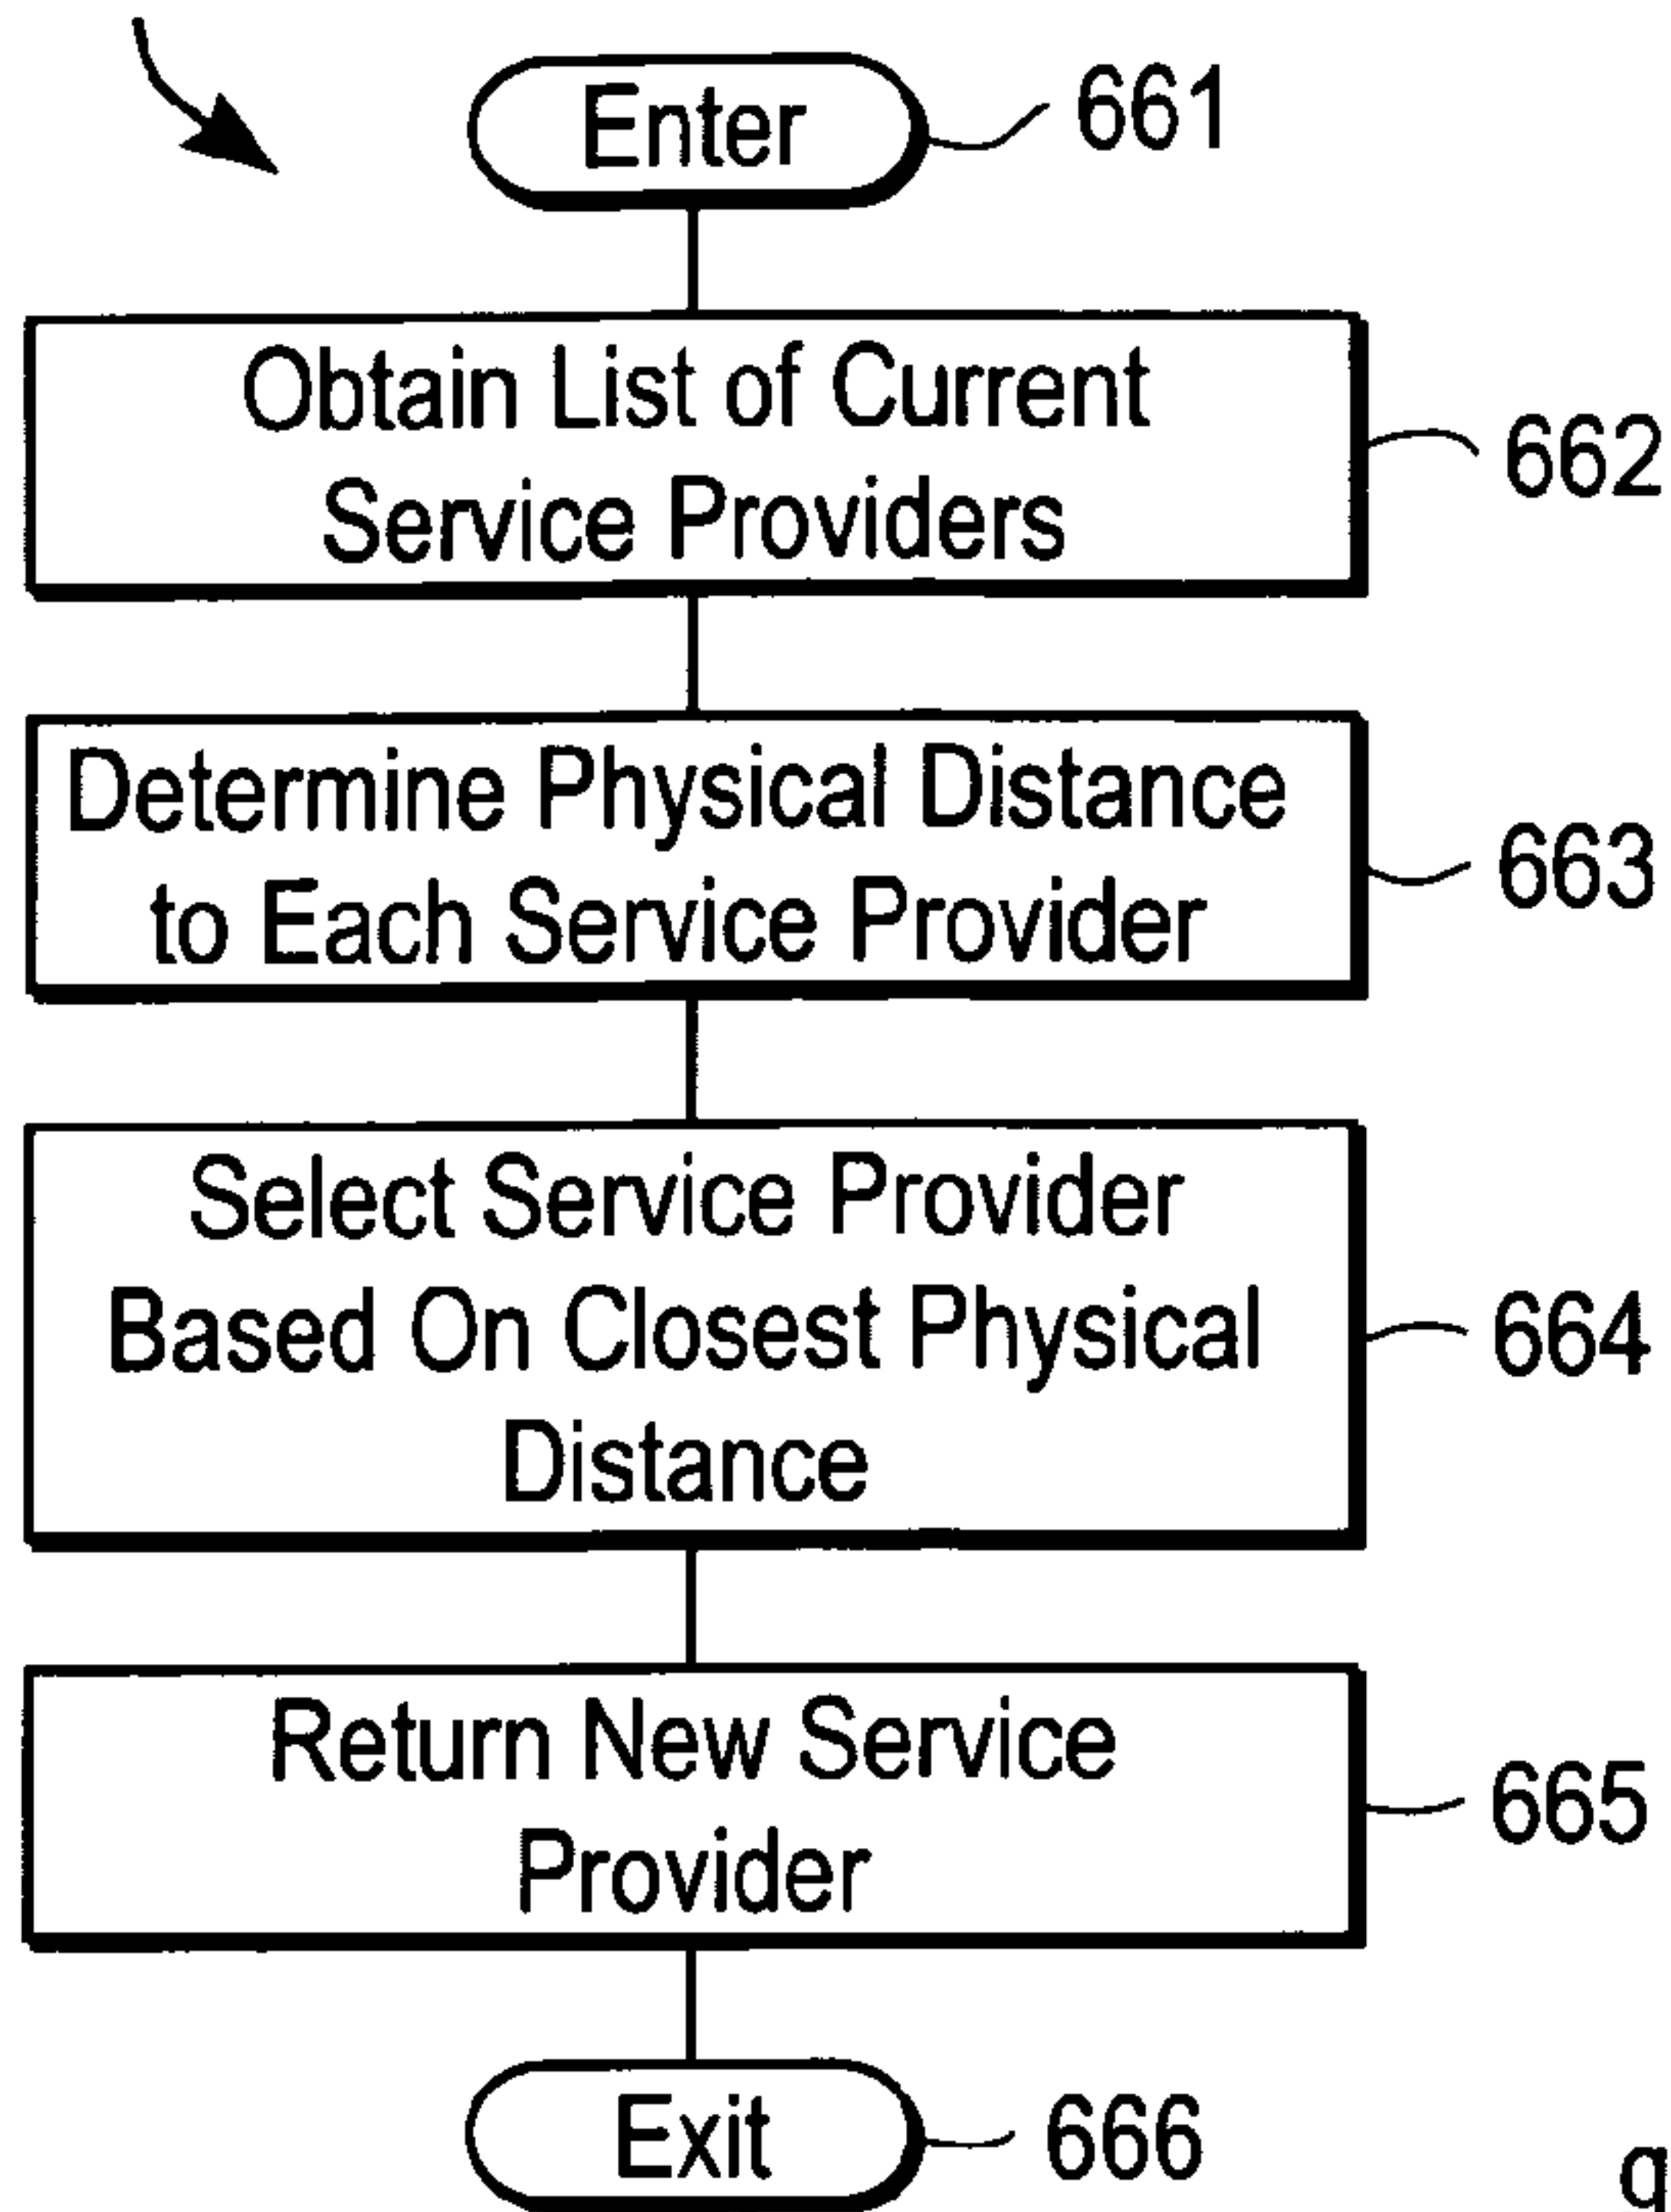 Enter
661
Obtain List of Current
Service Providers
662
Determine Physical Distance
to Each Service Provider
663
Select Service Provider
Based On Closest Physical
Distance
664
Return New Service
Provider
665
Exit
666